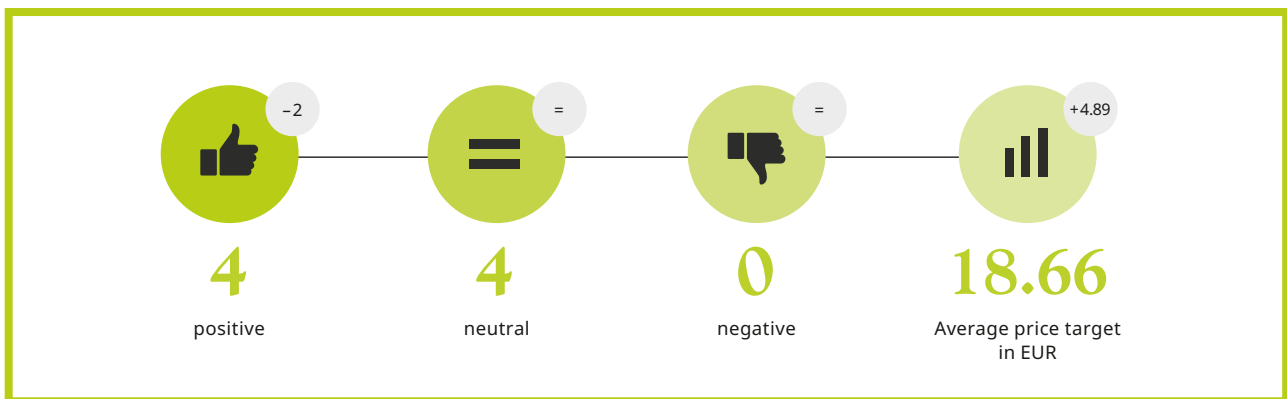 –2
4
positive
=
4
neutral
=
0
negative
+4.89
18.66
Average price target
in EUR